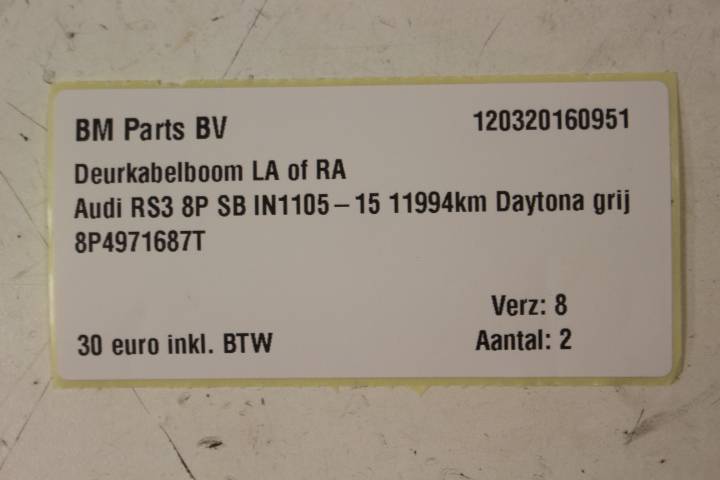 BM Parts BV 120320160951
Deurkabelboom LA of RA
Audi RS3 8P SB IN1105-15 11994km Daytona grij
8P4971687T
Verz: 8
30 euro inkl. BTW Aantal: 2